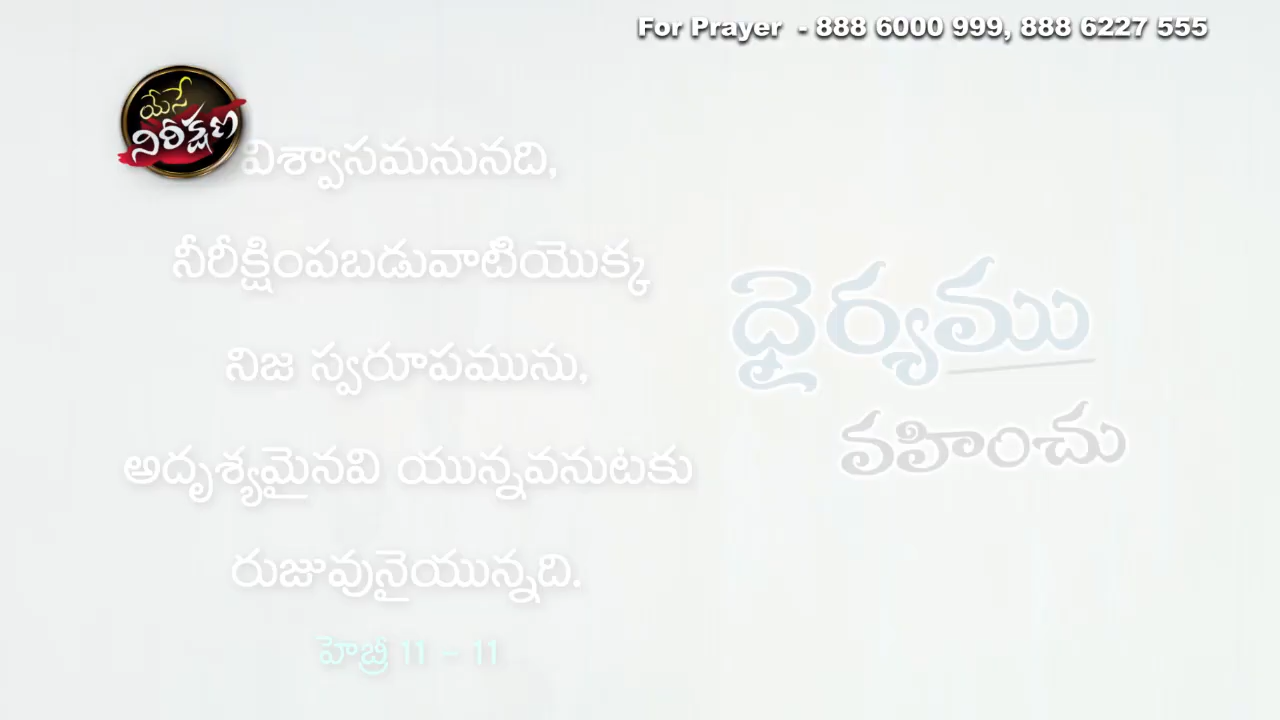 For Prayer - 888 6000 999, 888 6227 555
యేసే
నిరీక్షణ
విశ్వాసమనునది,
నీరీక్షింపబడువాటియొక్క
నిజ స్వరూపమును,
అదృశ్యమైనవి యున్నవనుటకు
రుజువునైయున్నది.
హెబ్రీ 11 - 11
ధైర్యము
వహించు